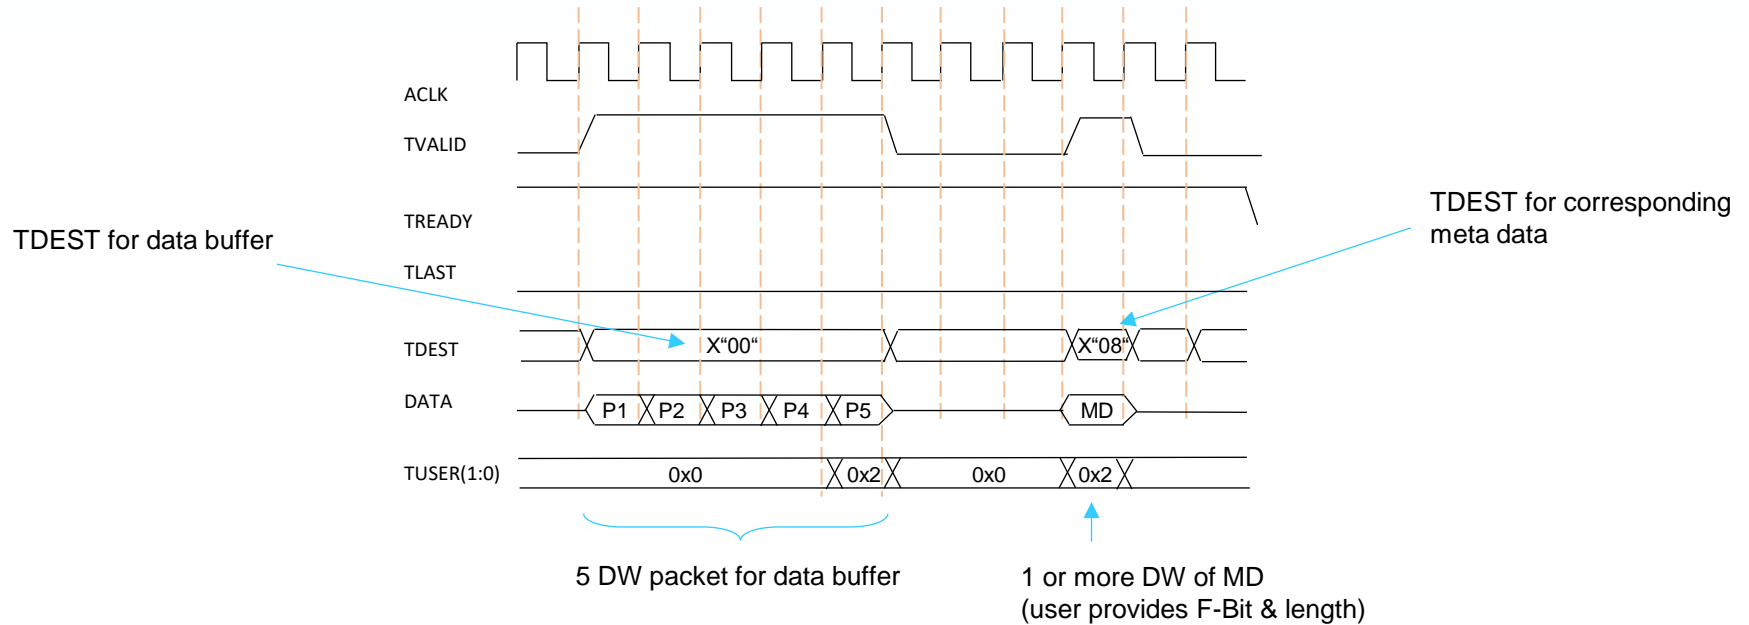 ACLK
TVALID
TREADY
TDEST for data buffer
TDEST for corresponding
meta data
TLAST
TDEST
X“00“
X“08“
DATA
P1 P2 P3 P4 P5
MD
TUSER(1:0)
0x0 0x2 0x0 0x2
5 DW packet for data buffer
1 or more DW of MD
(user provides F-Bit & length)